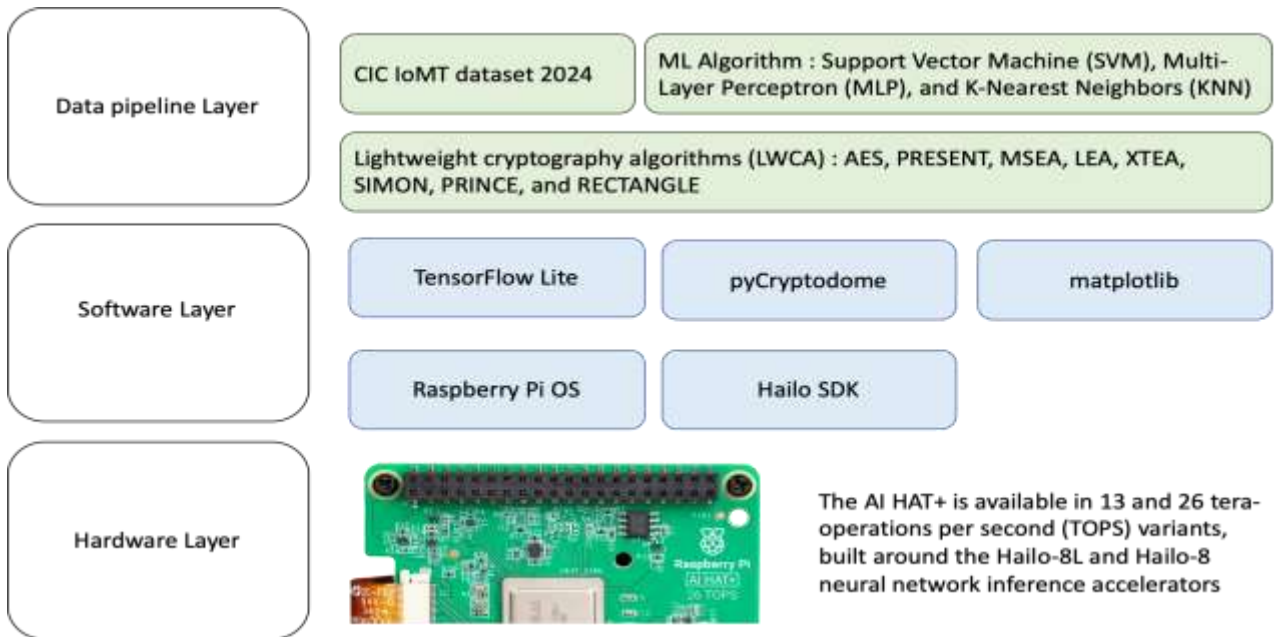 Data pipeline Layer
CIC IoMT dataset 2024
ML Algorithm : Support Vector Machine (SVM), Multi-
Layer Perceptron (MLP), and K-Nearest Neighbors (KNN)
Lightweight cryptography algorithms (LWCA) : AES, PRESENT, MSEA, LEA, XTEA,
SIMON, PRINCE, and RECTANGLE
Software Layer
TensorFlow Lite
pyCryptodome
matplotlib
Raspberry Pi OS
Hailo SDK
Hardware Layer
Raspberry Pi
AI HAT+
26 TOPS
The AI HAT+ is available in 13 and 26 tera-
operations per second (TOPS) variants,
built around the Hailo-8L and Hailo-8
neural network inference accelerators